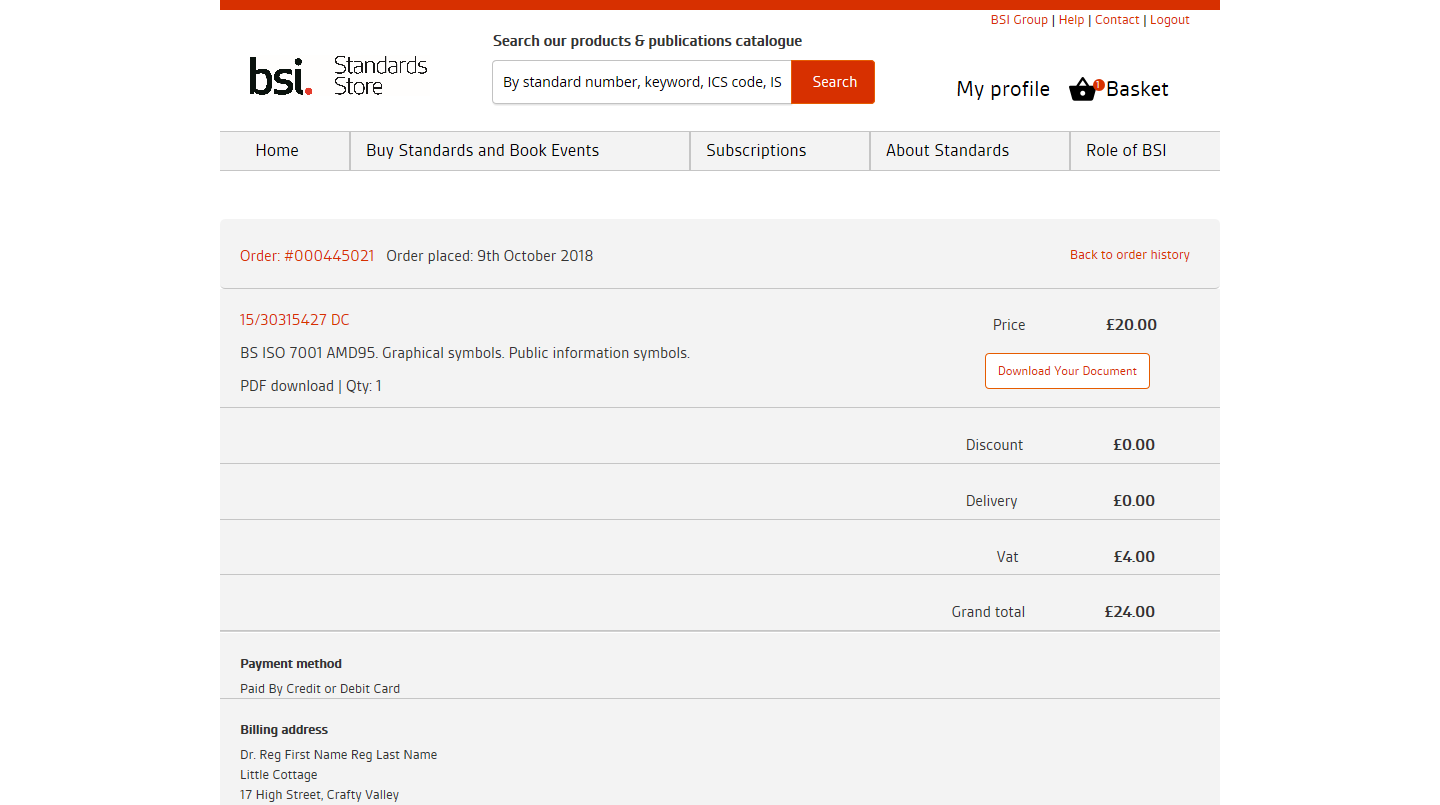 BSI Group | Help | Contact | Logout
Search our products & publications catalogue
bsi. Standards Store
By standard number, keyword, ICS code, IS Search
My profile 1 Basket
Home Buy Standards and Book Events Subscriptions About Standards Role of BSI
Order: #000445021 Order placed: 9th October 2018 Back to order history
15/30315427 DC
Price £20.00
BS ISO 7001 AMD95. Graphical symbols. Public information symbols.
Download Your Document
PDF download | Qty: 1
Discount £0.00
Delivery £0.00
Vat £4.00
Grand total £24.00
Payment method
Paid By Credit or Debit Card
Billing address
Dr. Reg First Name Reg Last Name
Little Cottage
17 High Street, Crafty Valley